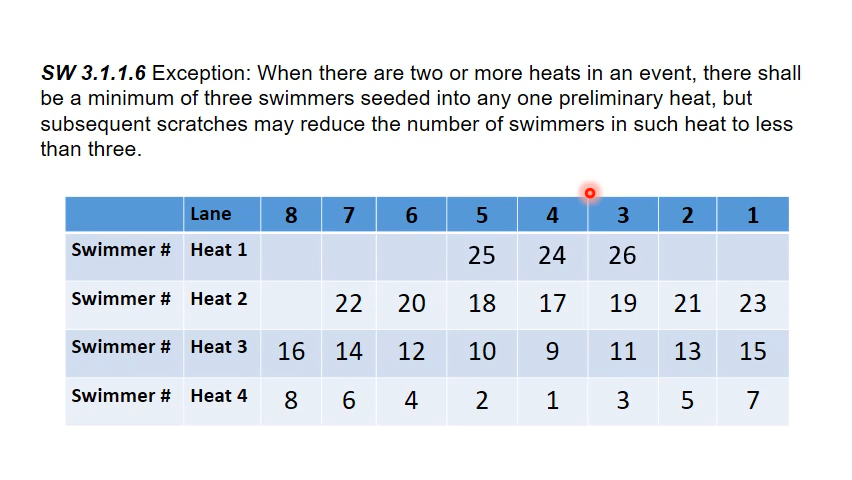 SW 3.1.1.6 Exception: When there are two or more heats in an event, there shall
be a minimum of three swimmers seeded into any one preliminary heat, but
subsequent scratches may reduce the number of swimmers in such heat to less
than three.
Lane 8 7 6 5 4 3 2 1
Swimmer # Heat 1 25 24 26
Swimmer # Heat 2 22 20 18 17 19 21 23
Swimmer # Heat 3 16 14 12 10 9 11 13 15
Swimmer # Heat 4 8 6 4 2 1 3 5 7